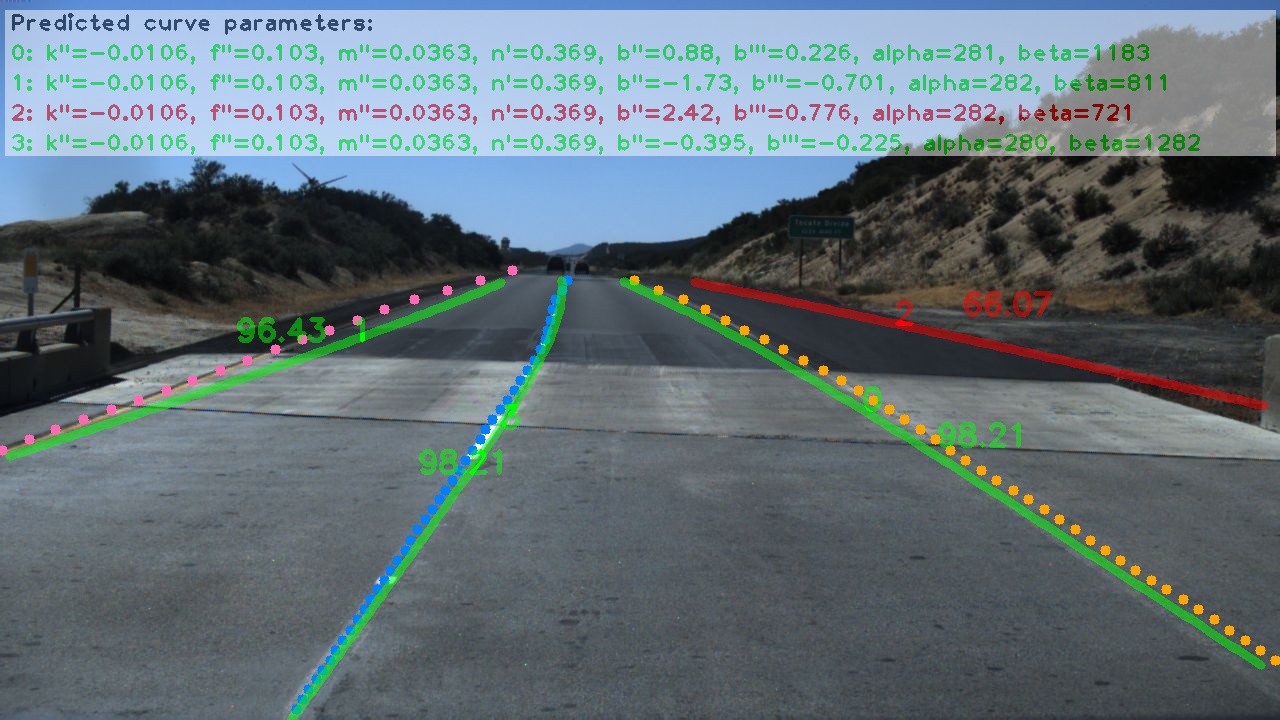 Predicted curve parameters:
0: k''=-0.0106, f''=0.103, m''=0.0363, n'=0.369, b''=0.88, b'''=0.226, alpha=281, beta=1183
1: k''=-0.0106, f''=0.103, m''=0.0363, n'=0.369, b''=-1.73, b'''=-0.701, alpha=282, beta=811
2: k''=-0.0106, f''=0.103, m''=0.0363, n'=0.369, b''=2.42, b'''=0.776, alpha=282, beta=721
3: k''=-0.0106, f''=0.103, m''=0.0363, n'=0.369, b''=-0.395, b'''=-0.225, alpha=280, beta=1282
Tecate Divide
2 66.07
96.43 1
98.21
98.21